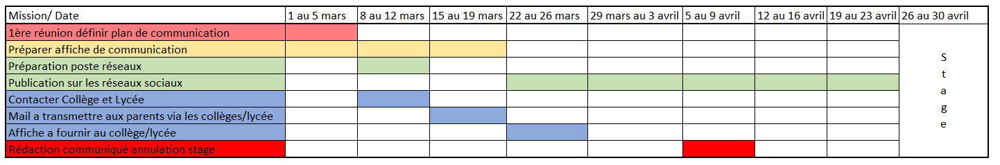 Mission/ Date 1 au 5 mars 8 au 12 mars 15 au 19 mars 22 au 26 mars 29 mars au 3 avril 5 au 9 avril 12 au 16 avril 19 au 23 avril 26 au 30 avril
1ère réunion définir plan de communication
Préparer affiche de communication
Préparation poste réseaux
Publication sur les réseaux sociaux
Contacter Collège et Lycée
Mail a transmettre aux parents via les collèges/lycée
Affiche a fournir au collège/lycée
Rédaction communiqué annulation stage
S
t
a
g
e